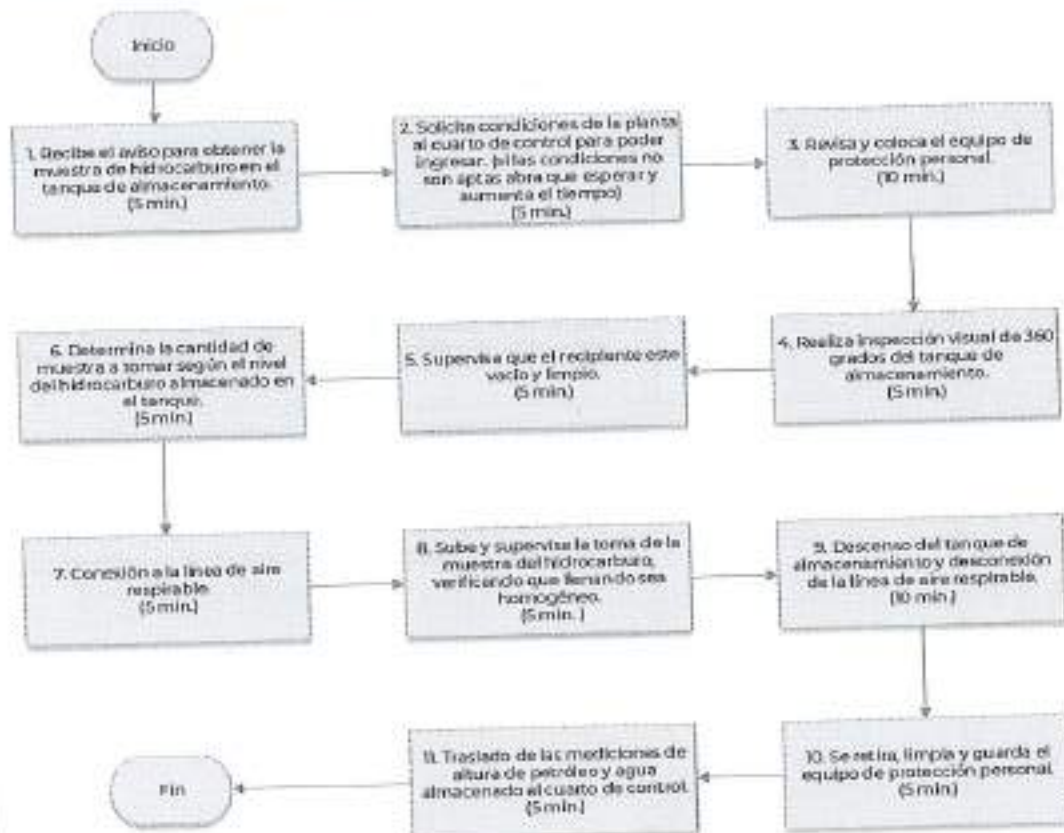 Inicio
1. Recibe el aviso para obtener la
muestra de hidrocarburo en el
tanque de almacenamiento.
(5 min.)
2. Solicita condiciones de la planta
al cuarto de control para poder
ingresar. (si las condiciones no
son aptas abra que esperar y
aumenta el tiempo)
(5 min.)
3. Revisa y coloca el equipo de
protección personal.
(10 min.)
4. Realiza inspección visual de 360
grados del tanque de
almacenamiento.
(5 min.)
5. Supervisa que el recipiente este
vacío y limpio.
(5 min.)
6. Determina la cantidad de
muestra a tomar según el nivel
del hidrocarburo almacenado en
el tanque.
(5 min.)
7. Conexión a la línea de aire
respirable.
(5 min.)
8. Sube y supervisa la toma de la
muestra del hidrocarburo,
verificando que llenando sea
homogéneo.
(5 min. )
9. Descenso del tanque de
almacenamiento y desconexión
de la línea de aire respirable.
(10 min.)
10. Se retira, limpia y guarda el
equipo de protección personal.
(5 min.)
11. Traslado de las mediciones de
altura de petróleo y agua
almacenado al cuarto de control.
(5 min.)
Fin